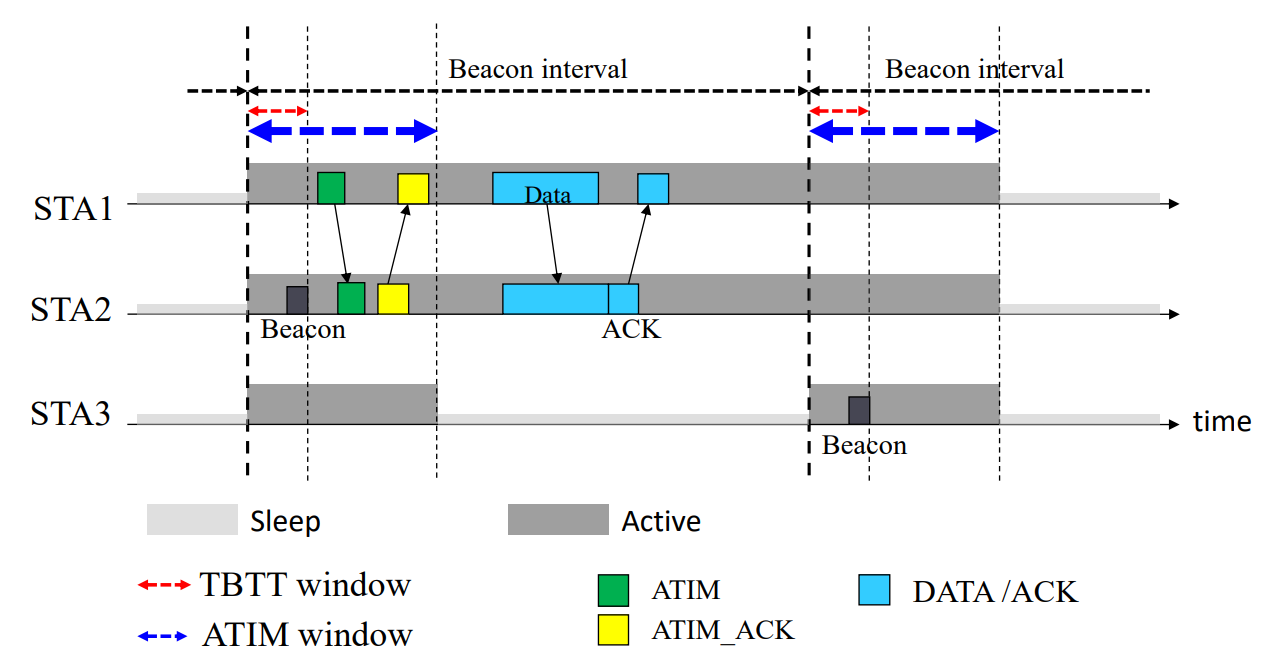 Beacon interval
Beacon interval
STA1
Data
STA2
Beacon
ACK
STA3
time
Beacon
Sleep
Active
TBTT window
ATIM
DATA /ACK
ATIM window
ATIM_ACK